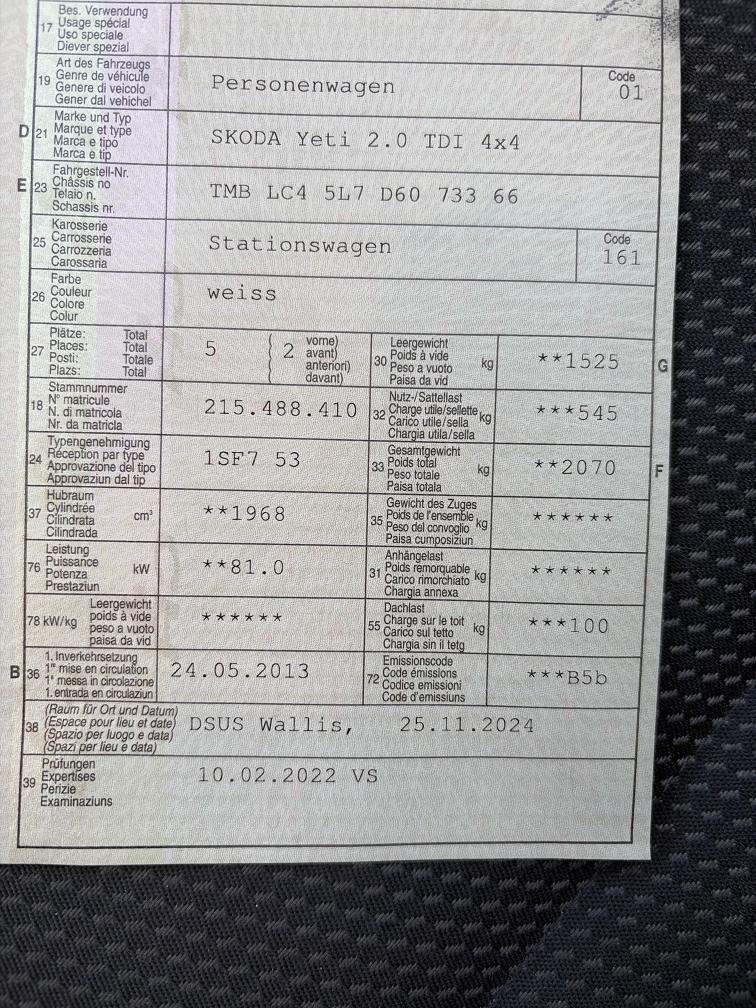 17 Bes. Verwendung
Usage spécial
Uso speciale
Diever spezial
19 Art des Fahrzeugs
Genre de véhicule
Genere di veicolo
Gener dal vehichel
Personenwagen
Code
01
D 21 Marke und Typ
Marque et type
Marca e tipo
Marca e tip
SKODA Yeti 2.0 TDI 4x4
E 23 Fahrgestell-Nr.
Châssis no
Telaio n.
Schassis nr.
TMB LC4 5L7 D60 733 66
25 Karosserie
Carrosserie
Carrozzeria
Carossaria
Stationswagen
Code
161
26 Farbe
Couleur
Colore
Colur
weiss
27 Plätze: Total
Places: Total
Posti: Totale
Plazs: Total
5 ( 2 vorne)
avant)
anteriori)
davant)
30 Leergewicht
Poids à vide
Peso a vuoto
Paisa da vid
kg
**1525
G
18 Stammnummer
N° matricule
N. di matricola
Nr. da matricla
215.488.410
32 Nutz-/Sattellast
Charge utile/sellette
Carico utile/sella
Chargia utila/sella
kg
***545
24 Typengenehmigung
Réception par type
Approvazione del tipo
Approvaziun dal tip
1SF7 53
33 Gesamtgewicht
Poids total
Peso totale
Paisa totala
kg
**2070
F
37 Hubraum
Cylindrée
Cilindrata
Cilindrada
cm³
**1968
35 Gewicht des Zuges
Poids de l'ensemble
Peso del convoglio
Paisa cumposiziun
kg
******
76 Leistung
Puissance
Potenza
Prestaziun
kW
**81.0
31 Anhängelast
Poids remorquable
Carico rimorchiato
Chargia annexa
kg
******
78 kW/kg Leergewicht
poids à vide
peso a vuoto
paisa da vid
******
55 Dachlast
Charge sur le toit
Carico sul tetto
Chargia sin il tetg
kg
***100
B 36 1. Inverkehrsetzung
1re mise en circulation
1a messa in circolazione
1. entrada en circulaziun
24.05.2013
72 Emissionscode
Code émissions
Codice emissioni
Code d'emissiuns
***B5b
38 (Raum für Ort und Datum)
(Espace pour lieu et date)
(Spazio per luogo e data)
(Spazi per lieu e data)
DSUS Wallis, 25.11.2024
39 Prüfungen
Expertises
Perizie
Examinaziuns
10.02.2022 VS